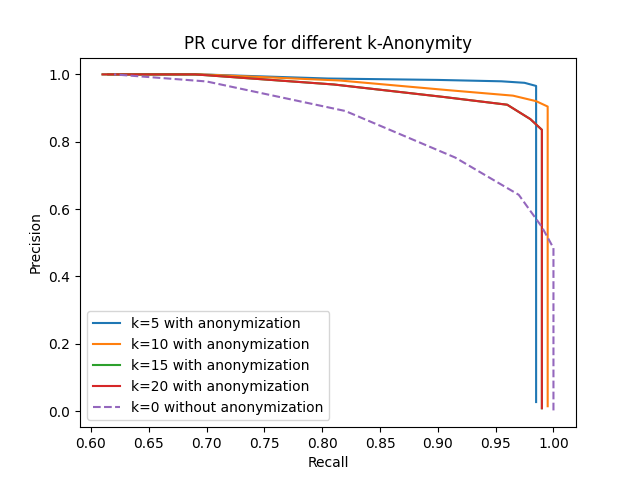 PR curve for different k-Anonymity
Precision
1.0
0.8
0.6
0.4
0.2
0.0
k=5 with anonymization
k=10 with anonymization
k=15 with anonymization
k=20 with anonymization
k=0 without anonymization
0.60 0.65 0.70 0.75 0.80 0.85 0.90 0.95 1.00
Recall